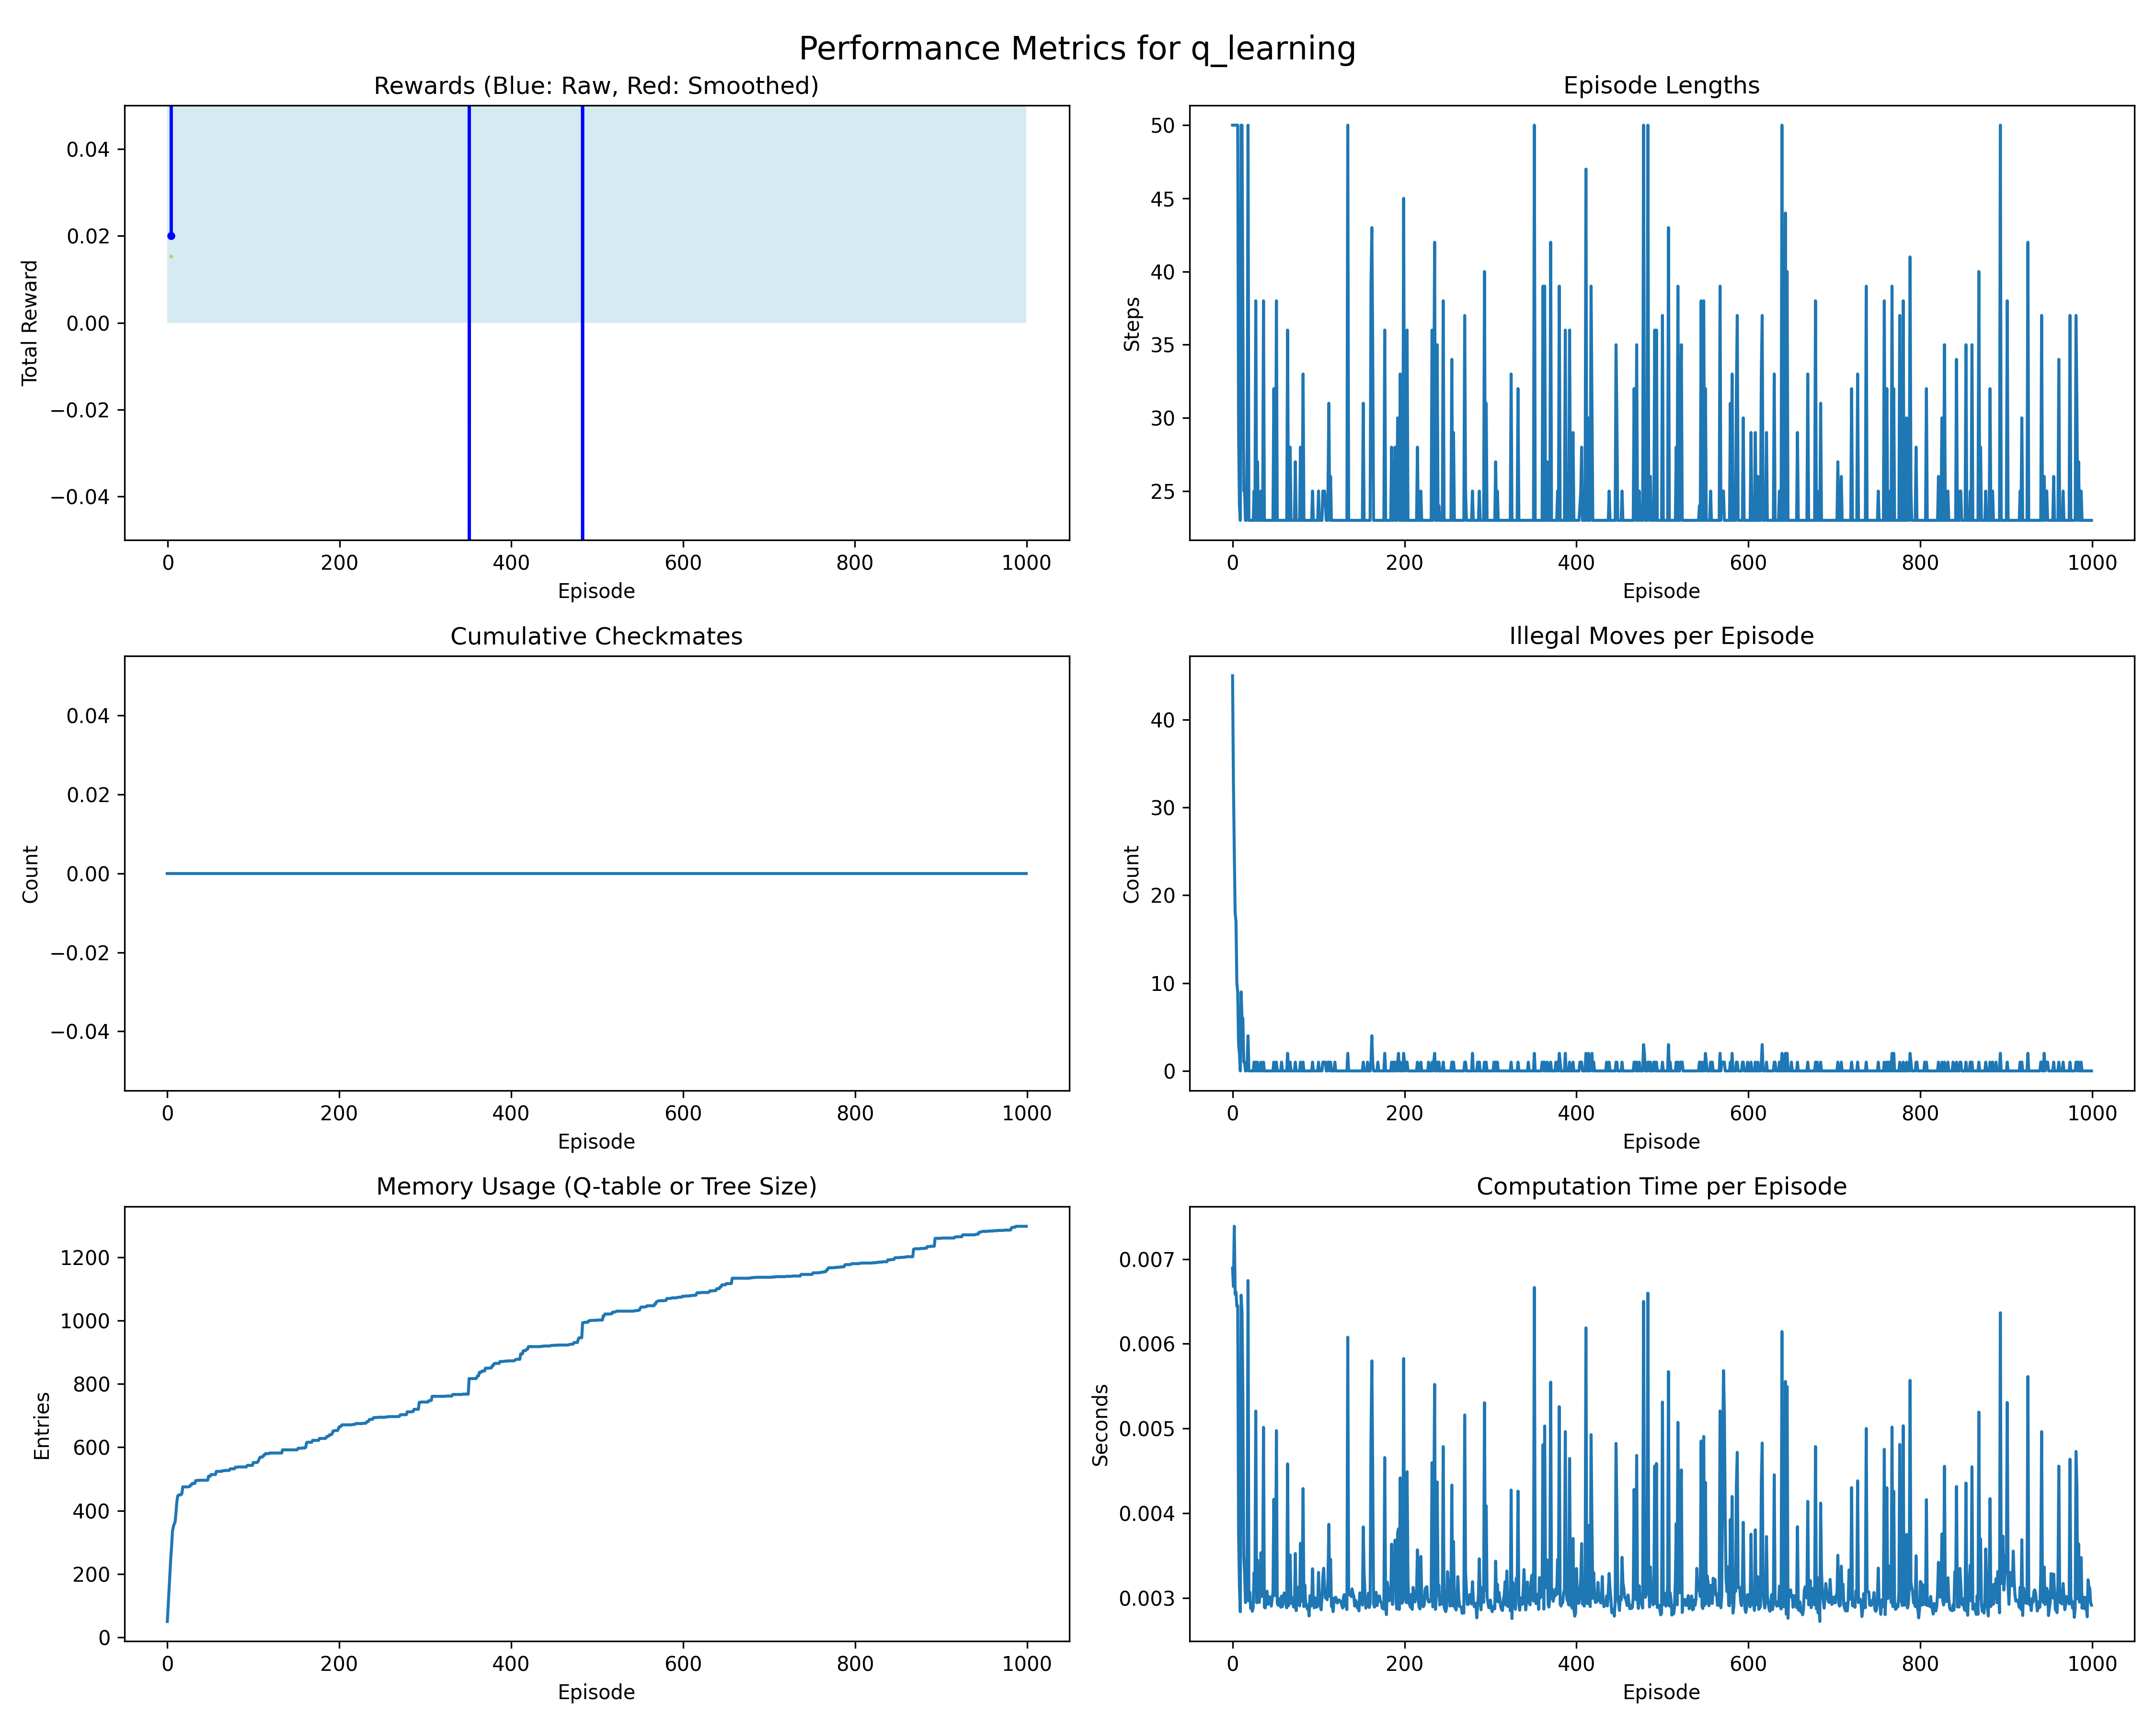 Performance Metrics for q_learning
Rewards (Blue: Raw, Red: Smoothed)
Total Reward
0.04
0.02
0.00
−0.02
−0.04
0 200 400 600 800 1000
Episode
Episode Lengths
Steps
50
45
40
35
30
25
0 200 400 600 800 1000
Episode
Cumulative Checkmates
Count
0.04
0.02
0.00
−0.02
−0.04
0 200 400 600 800 1000
Episode
Illegal Moves per Episode
Count
40
30
20
10
0
0 200 400 600 800 1000
Episode
Memory Usage (Q-table or Tree Size)
Entries
1200
1000
800
600
400
200
0
0 200 400 600 800 1000
Episode
Computation Time per Episode
Seconds
0.007
0.006
0.005
0.004
0.003
0 200 400 600 800 1000
Episode